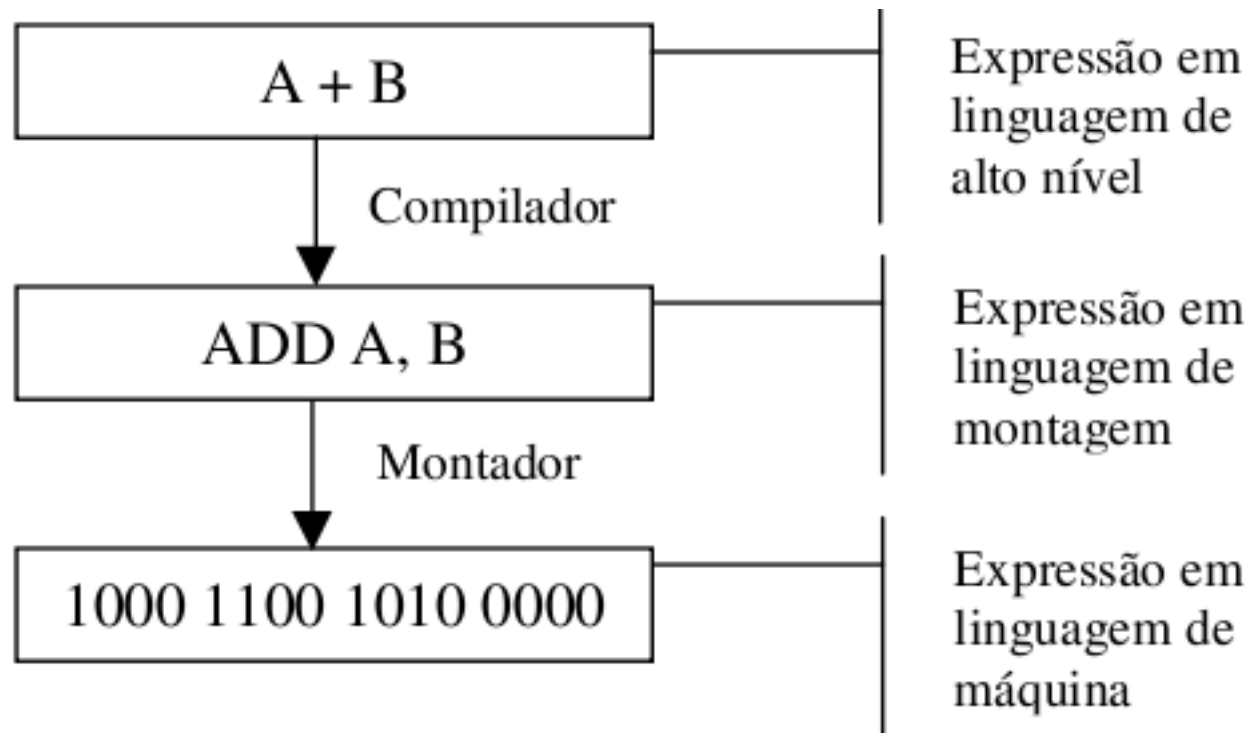 A + B
Expressão em
linguagem de
alto nível
Compilador
ADD A, B
Expressão em
linguagem de
montagem
Montador
1000 1100 1010 0000
Expressão em
linguagem de
máquina